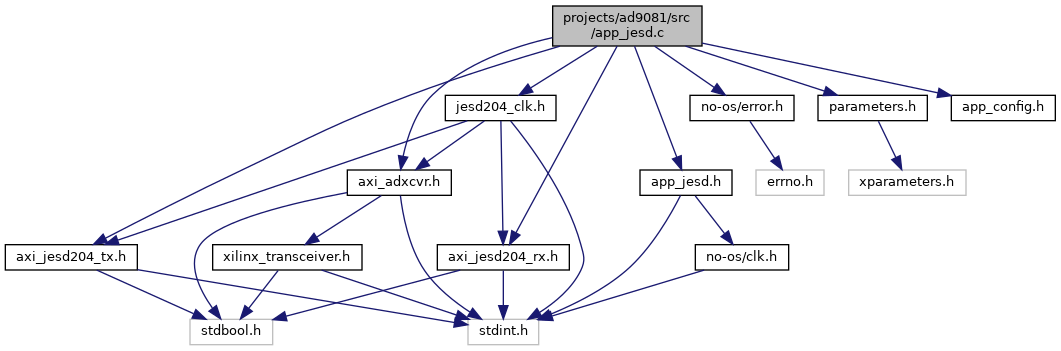 projects/ad9081/src
/app_jesd.c
jesd204_clk.h
no-os/error.h
parameters.h
app_config.h
axi_adxcvr.h
app_jesd.h
errno.h
xparameters.h
axi_jesd204_tx.h
xilinx_transceiver.h
axi_jesd204_rx.h
no-os/clk.h
stdbool.h
stdint.h